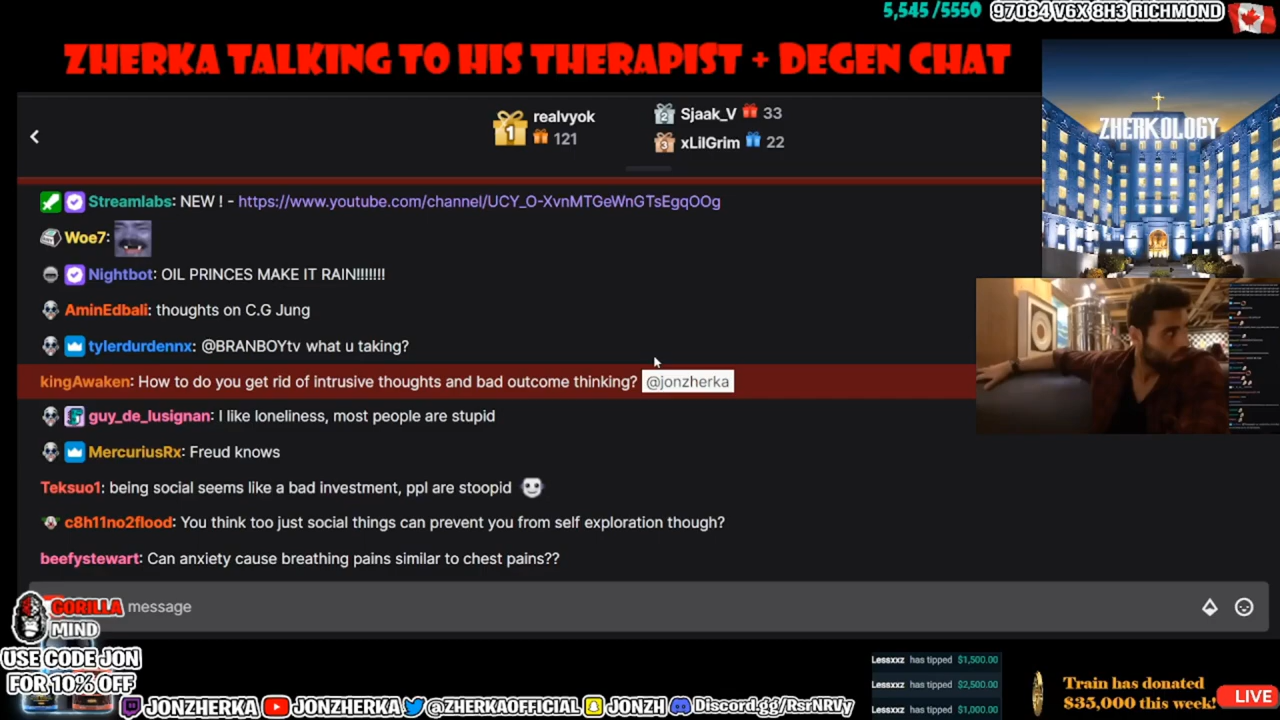 5,545 /5550
97084 V6X 8H3 RICHMOND
ZHERKA TALKING TO HIS THERAPIST + DEGEN CHAT
ZHERKOLOGY
1 realvyok 121
2 Sjaak_V 33
3 xLilGrim 22
Streamlabs: NEW ! - https://www.youtube.com/channel/UCY_O-XvnMTGeWnGTsEgqOOg
Woe7:
Nightbot: OIL PRINCES MAKE IT RAIN!!!!!!!
AminEdbali: thoughts on C.G Jung
tylerdurdennx: @BRANBOYtv what u taking?
kingAwaken: How to do you get rid of intrusive thoughts and bad outcome thinking? @jonzherka
guy_de_lusignan: I like loneliness, most people are stupid
MercuriusRx: Freud knows
Teksuo1: being social seems like a bad investment, ppl are stoopid
c8h11no2flood: You think too just social things can prevent you from self exploration though?
beefystewart: Can anxiety cause breathing pains similar to chest pains??
message
GORILLA
MIND
USE CODE JON
FOR 10% OFF
JONZHERKA JONZHERKA @ZHERKAOFFICIAL JONZH Discord.gg/RsrNRVy
Lessxxz has tipped $1,500.00
Lessxxz has tipped $2,500.00
Lessxxz has tipped $1,000.00
Train has donated
$35,000 this week!
LIVE